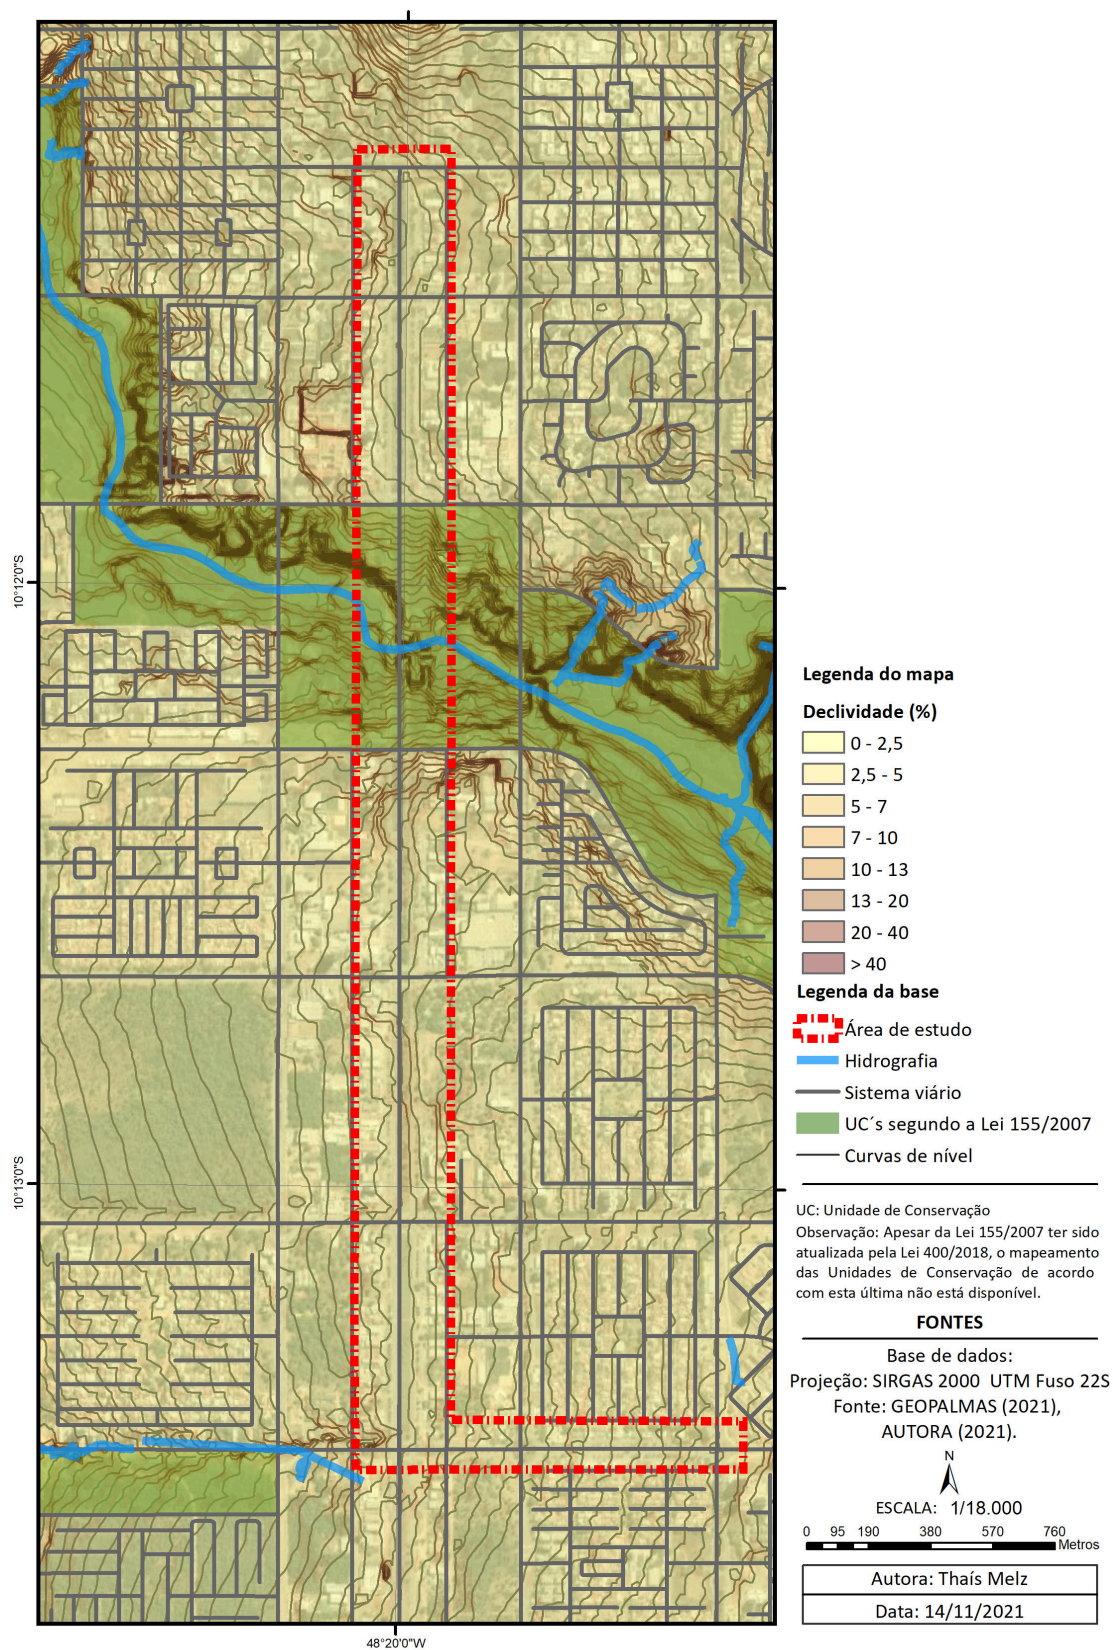 10°12'0"S
10°13'0"S
48°20'0"W
Legenda do mapa
Declividade (%)
0 - 2,5
2,5 - 5
5 - 7
7 - 10
10 - 13
13 - 20
20 - 40
> 40
Legenda da base
Área de estudo
Hidrografia
Sistema viário
UC´s segundo a Lei 155/2007
Curvas de nível
UC: Unidade de Conservação
Observação: Apesar da Lei 155/2007 ter sido
atualizada pela Lei 400/2018, o mapeamento
das Unidades de Conservação de acordo
com esta última não está disponível.
FONTES
Base de dados:
Projeção: SIRGAS 2000 UTM Fuso 22S
Fonte: GEOPALMAS (2021),
AUTORA (2021).
N
ESCALA: 1/18.000
0 95 190 380 570 760
Metros
Autora: Thaís Melz
Data: 14/11/2021